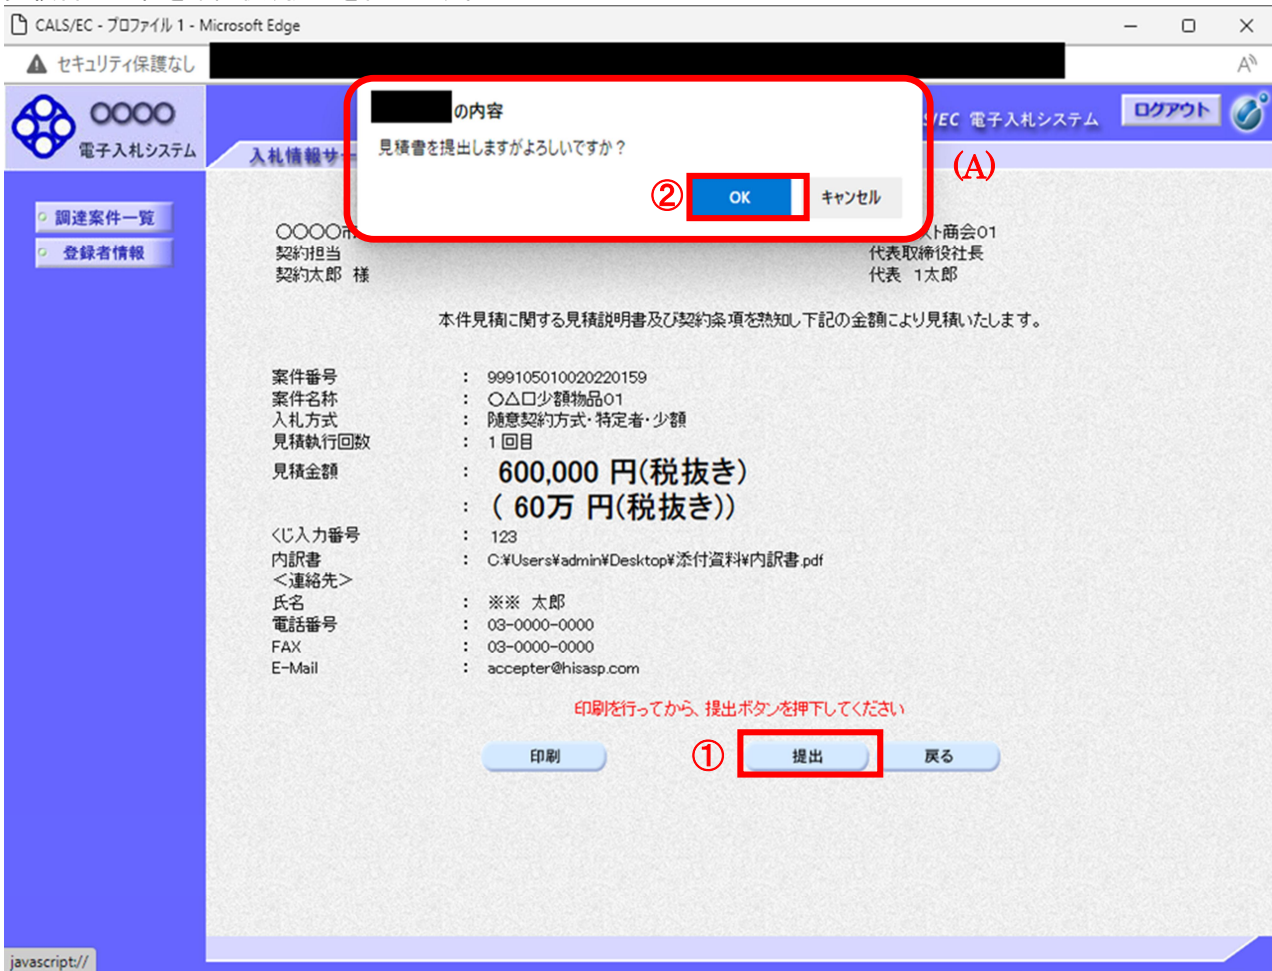 CALS/EC - プロファイル 1 - Microsoft Edge
セキュリティ保護なし
〇〇〇〇
電子入札システム
入札情報サー
/EC 電子入札システム
ログアウト
の内容
見積書を提出しますがよろしいですか?
② OK キャンセル
(A)
調達案件一覧
登録者情報
〇〇〇〇市
契約担当
契約太郎 様
スト商会01
代表取締役社長
代表 1太郎
本件見積に関する見積説明書及び契約条項を熟知し下記の金額により見積いたします。
案件番号 : 999105010020220159
案件名称 : 〇△口少額物品01
入札方式 : 随意契約方式・特定者・少額
見積執行回数 : 1回目
見積金額 : 600,000 円(税抜き)
: ( 60万 円(税抜き))
くじ入力番号 : 123
内訳書 : C:¥Users¥admin¥Desktop¥添付資料¥内訳書.pdf
<連絡先>
氏名 : ※※ 太郎
電話番号 : 03-0000-0000
FAX : 03-0000-0000
E-Mail : accepter@hisasp.com
印刷を行ってから、提出ボタンを押下してください
印刷 ① 提出 戻る
javascript://